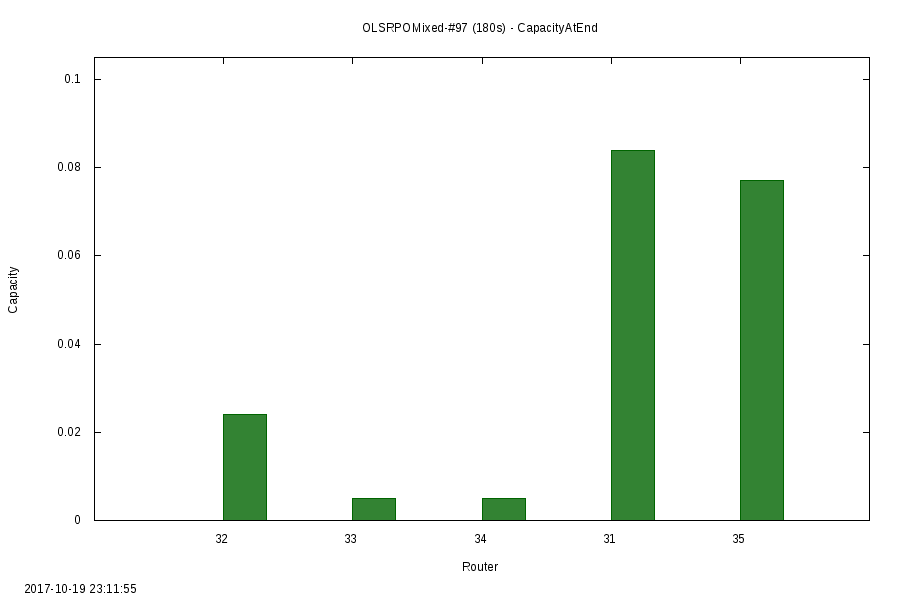 OLSRPOMixed-#97 (180s) - CapacityAtEnd
0.1
0.08
0.06
0.04
0.02
0
Capacity
32 33 34 31 35
Router
2017-10-19 23:11:55